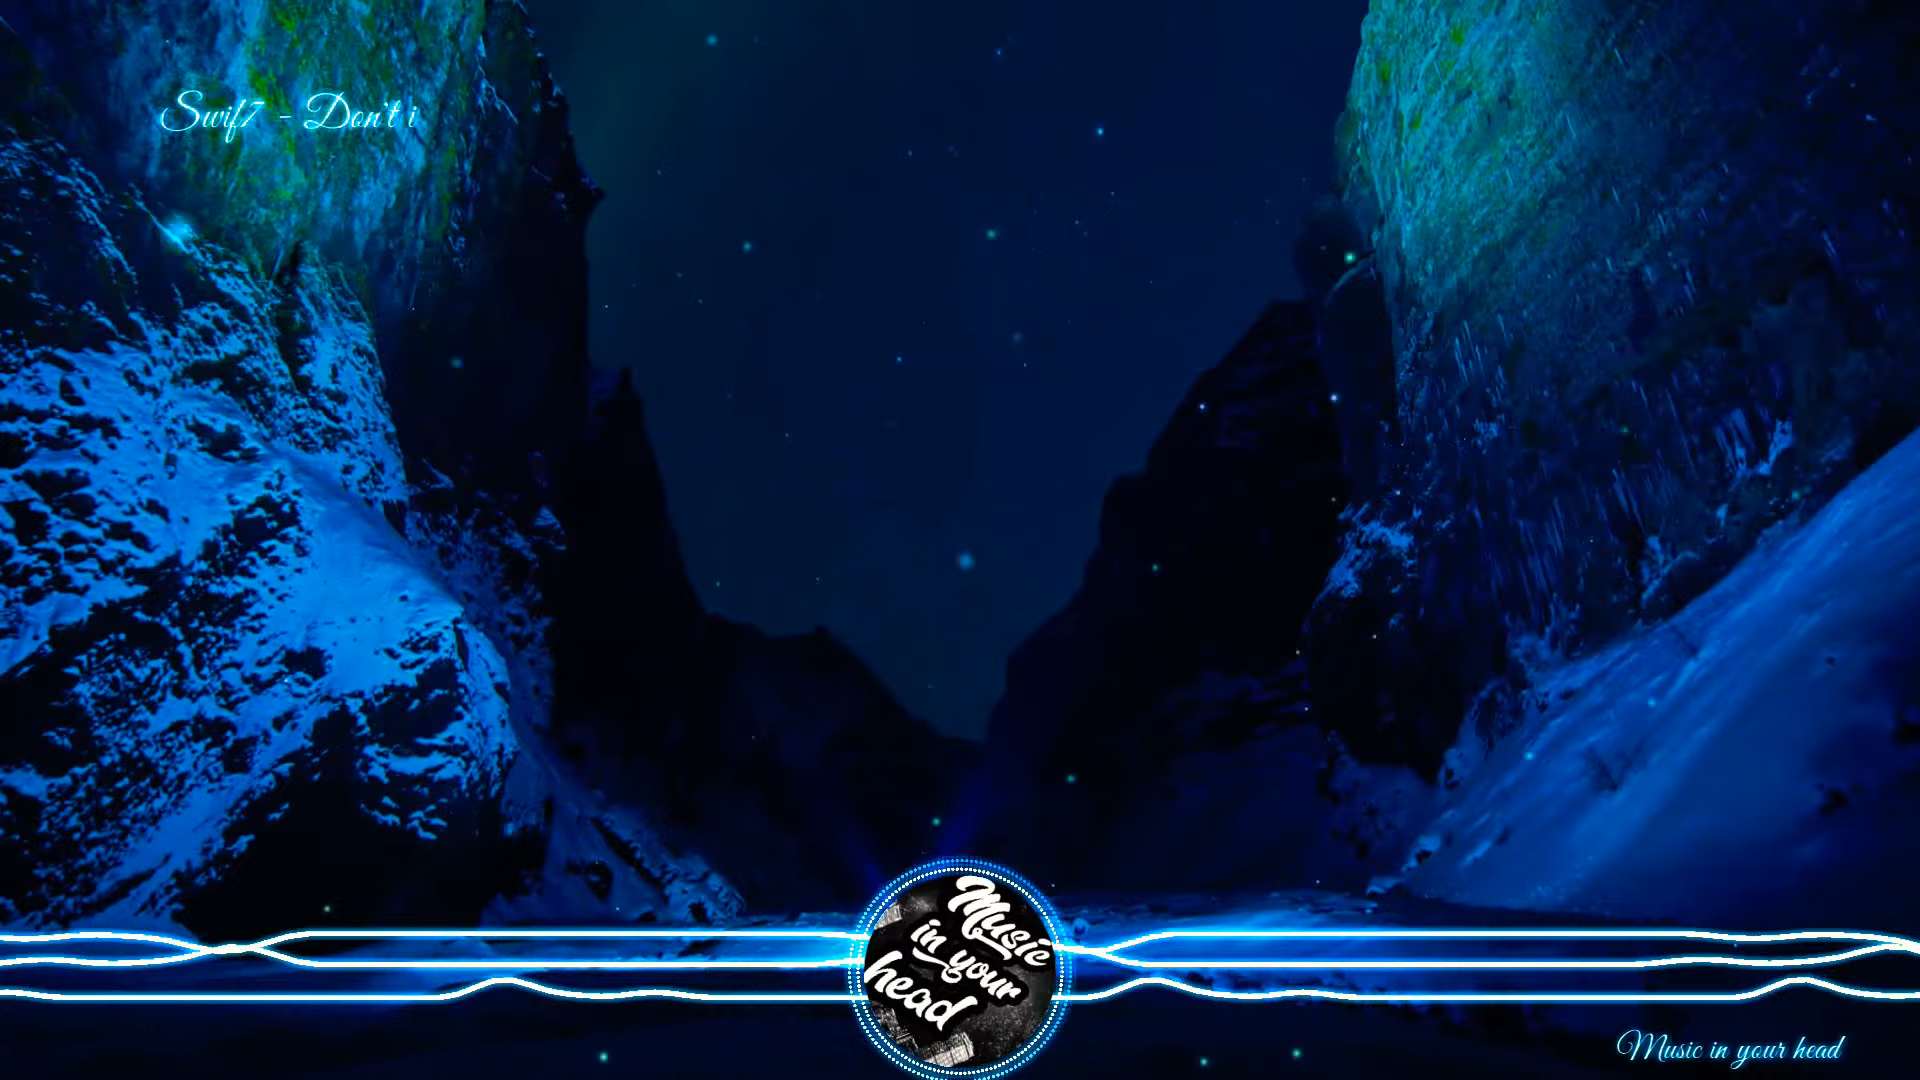 Swif7 - Don't i
Music
in your
head
Music in your head